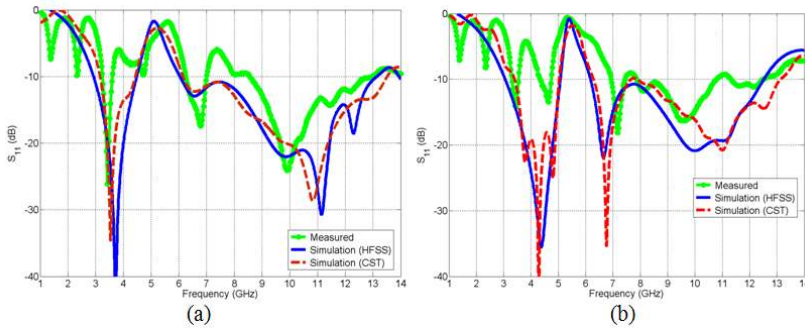 0
-10
-20
-30
-40
S11 (dB)
Measured
Simulation (HFSS)
Simulation (CST)
1 2 3 4 5 6 7 8 9 10 11 12 13 14
Frequency (GHz)
(a)
0
-10
-20
-30
-40
S11 (dB)
Measured
Simulation (HFSS)
Simulation (CST)
1 2 3 4 5 6 7 8 9 10 11 12 13 14
Frequency (GHz)
(b)